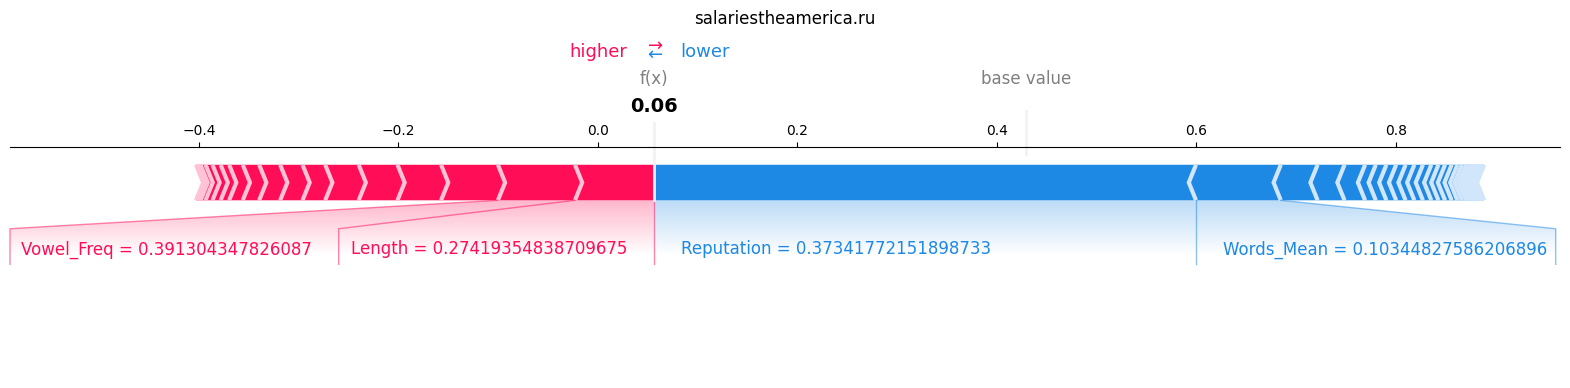 salariestheamerica.ru
higher ⇄ lower
f(x) base value
0.06
−0.4 −0.2 0.0 0.2 0.4 0.6 0.8
Vowel_Freq = 0.391304347826087 Length = 0.27419354838709675 Reputation = 0.37341772151898733 Words_Mean = 0.10344827586206896